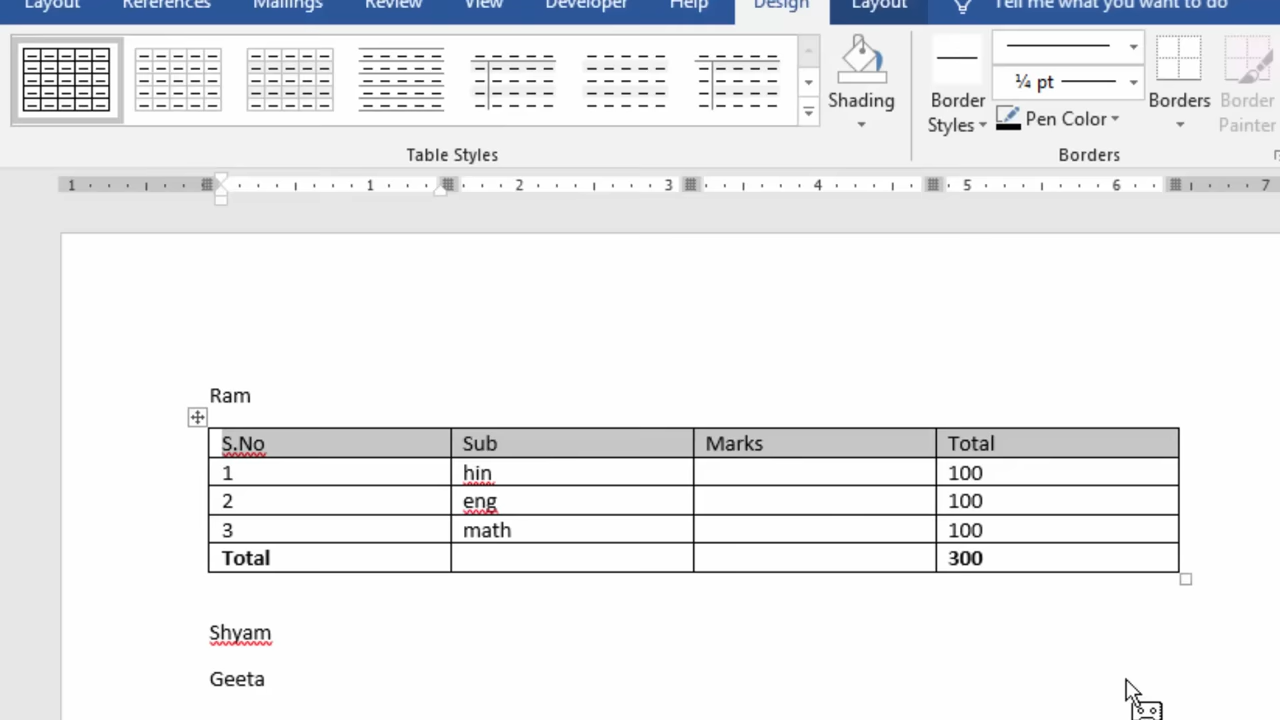 Layout References Mailings Review View Developer Help Design Layout Tell me what you want to do
Shading
Border Styles
¼ pt
Pen Color
Borders
Border Painter
Table Styles
Borders
1 1 2 3 4 5 6 7
Ram
S.No Sub Marks Total
1 hin 100
2 eng 100
3 math 100
Total 300
Shyam
Geeta